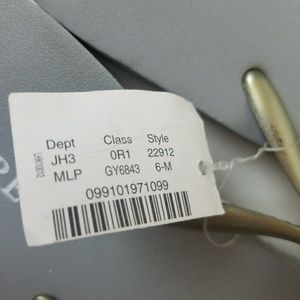 Dept Class Style
JH3 0R1 22912
MLP GY6843 6-M
099101971099